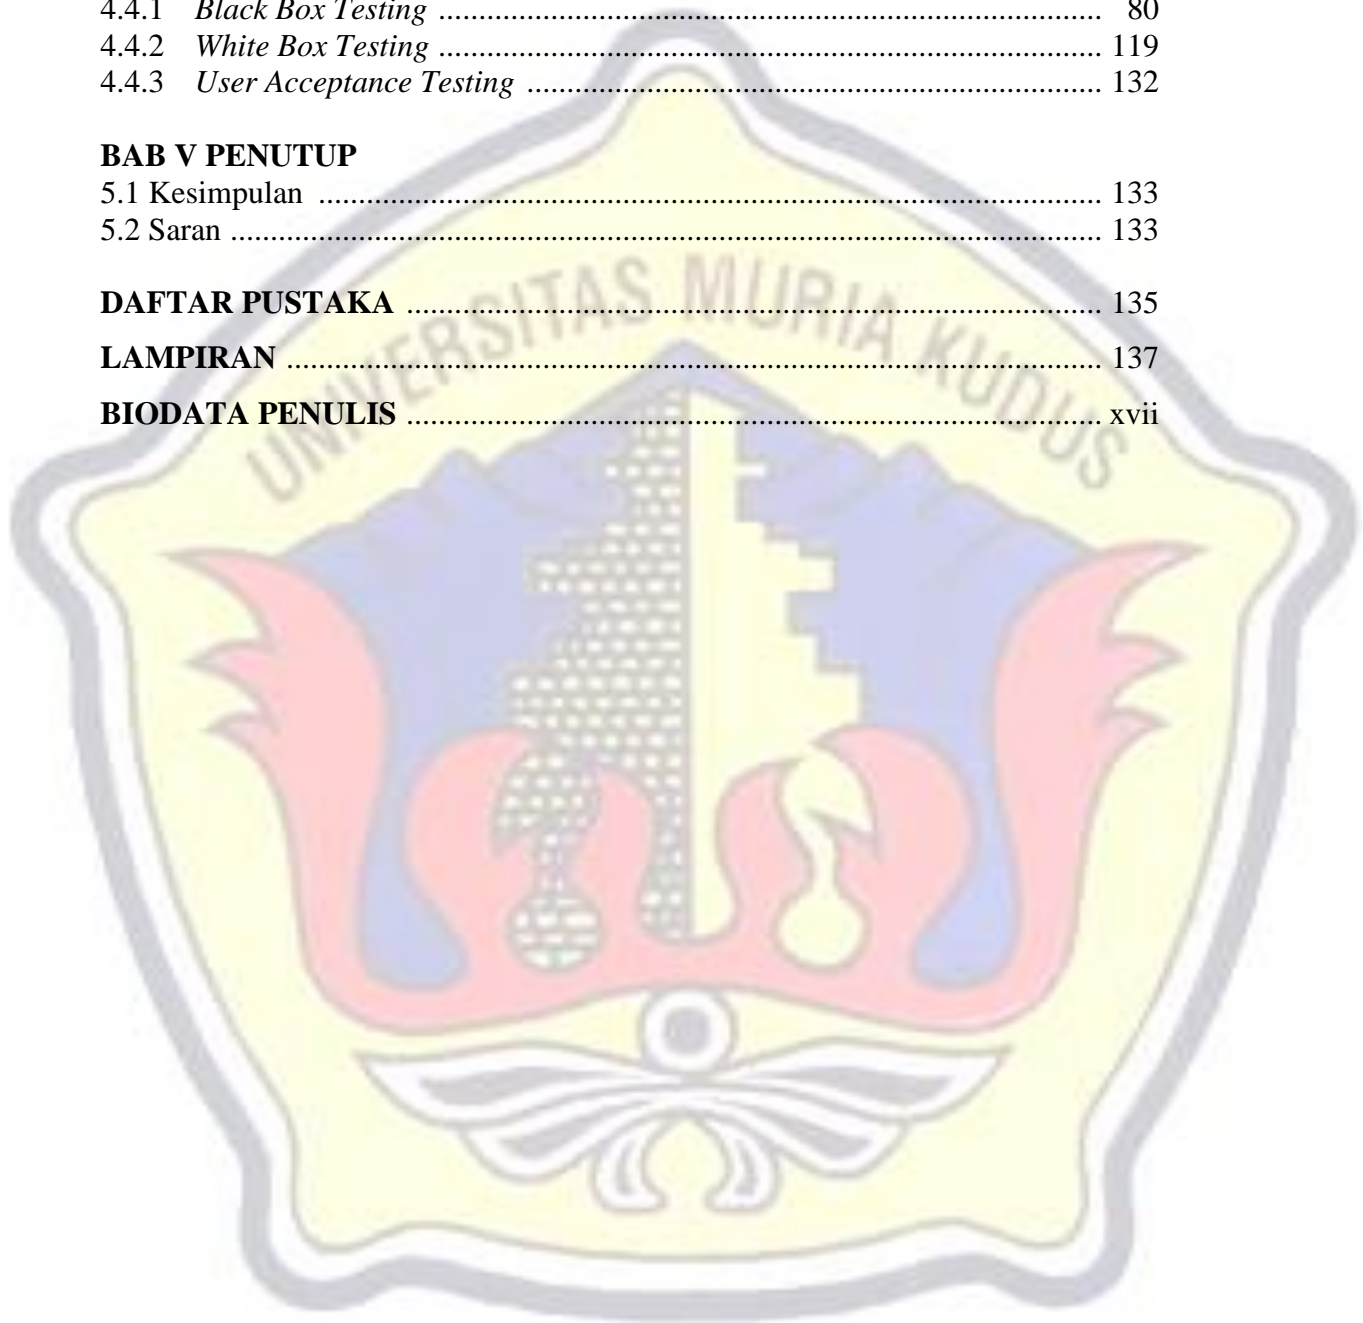 4.4.1 Black Box Testing ........................................................................................ 80
4.4.2 White Box Testing ........................................................................................ 119
4.4.3 User Acceptance Testing ............................................................................ 132
BAB V PENUTUP
5.1 Kesimpulan ........................................................................................................ 133
5.2 Saran .................................................................................................................. 133
DAFTAR PUSTAKA ............................................................................................. 135
LAMPIRAN ............................................................................................................ 137
BIODATA PENULIS ............................................................................................. xvii
UNIVERSITAS MURIA KUDUS